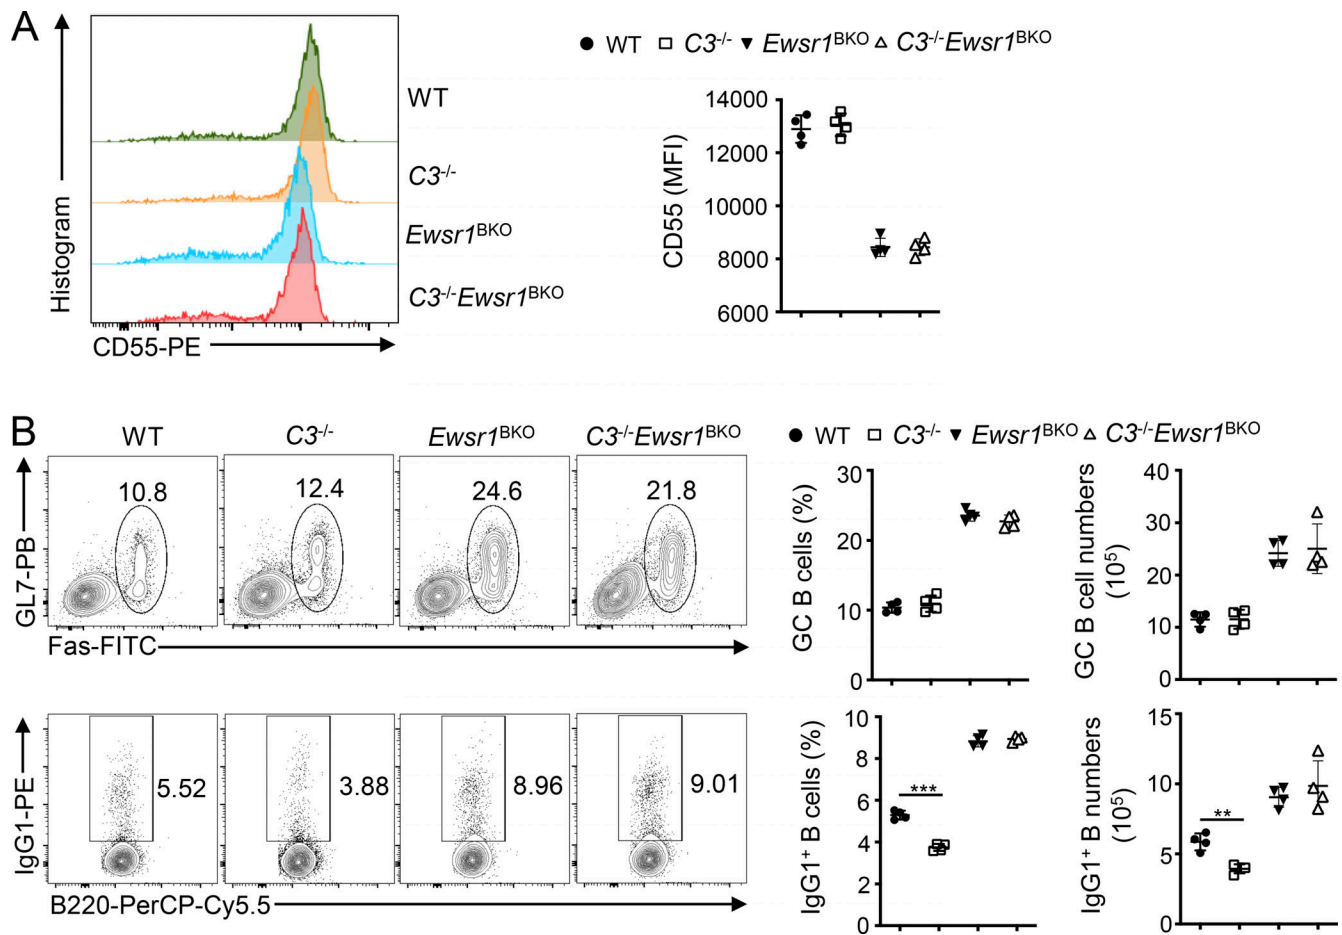 A
Histogram
WT
C3-/-
Ewsr1BKO
C3-/-Ewsr1BKO
CD55-PE
WT C3-/- Ewsr1BKO C3-/-Ewsr1BKO
CD55 (MFI)
14000
12000
10000
8000
6000
B
WT C3-/- Ewsr1BKO C3-/-Ewsr1BKO
GL7-PB
10.8 12.4 24.6 21.8
Fas-FITC
IgG1-PE
5.52 3.88 8.96 9.01
B220-PerCP-Cy5.5
WT C3-/- Ewsr1BKO C3-/-Ewsr1BKO
GC B cells (%)
30
20
10
0
GC B cell numbers
(10⁵)
40
30
20
10
0
IgG1+ B cells (%)
10
8
6
4
2
0
***
IgG1+ B numbers
(10⁵)
15
10
5
0
**